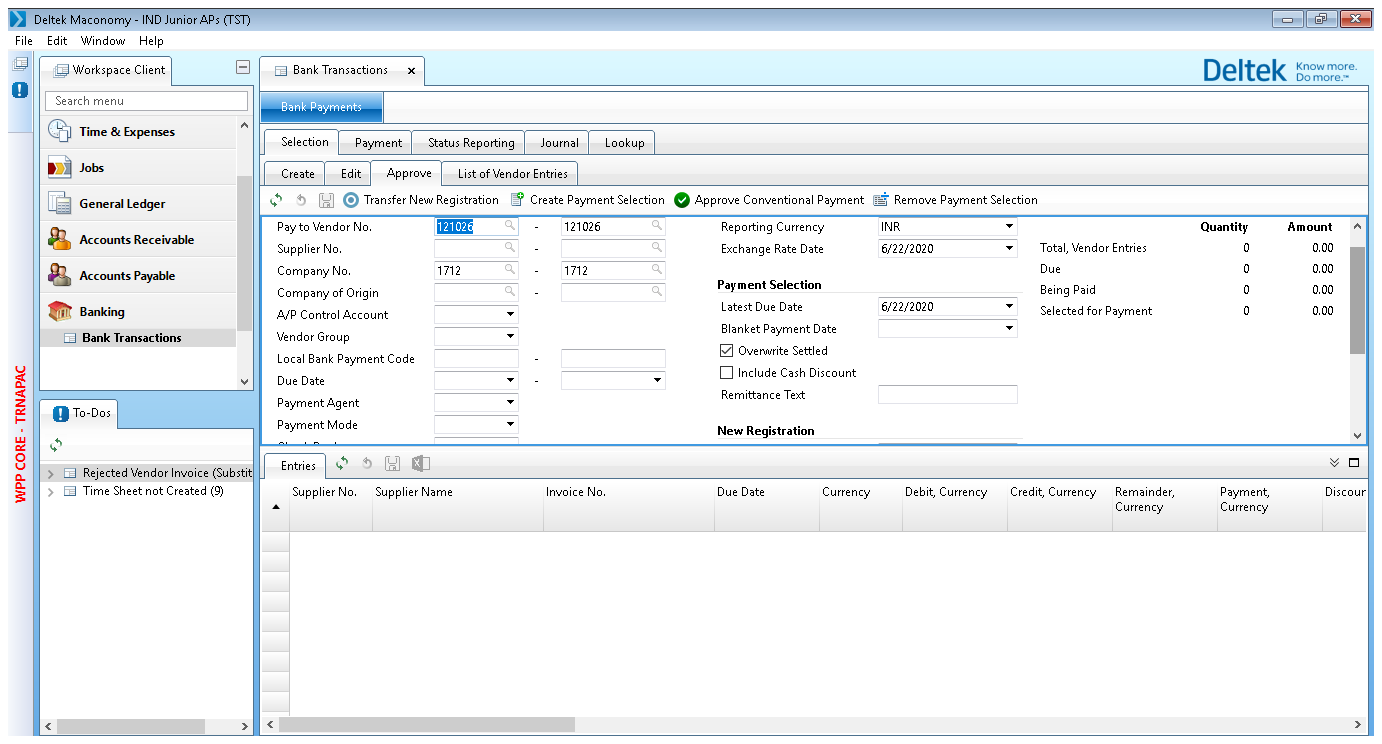 Deltek Maconomy - IND Junior APs (TST)
File Edit Window Help
Workspace Client
Bank Transactions x
Deltek Know more. Do more.™
Search menu
Bank Payments
Time & Expenses
Jobs
General Ledger
Accounts Receivable
Accounts Payable
Banking
Bank Transactions
Selection Payment Status Reporting Journal Lookup
Create Edit Approve List of Vendor Entries
Transfer New Registration Create Payment Selection Approve Conventional Payment Remove Payment Selection
Pay to Vendor No. 121026 - 121026
Supplier No. -
Company No. 1712 - 1712
Company of Origin -
A/P Control Account
Vendor Group
Local Bank Payment Code -
Due Date -
Payment Agent
Payment Mode
Reporting Currency INR
Exchange Rate Date 6/22/2020
Payment Selection
Latest Due Date 6/22/2020
Blanket Payment Date
Overwrite Settled
Include Cash Discount
Remittance Text
New Registration
Quantity Amount
Total, Vendor Entries 0 0.00
Due 0 0.00
Being Paid 0 0.00
Selected for Payment 0 0.00
WPP CORE - TRNAPAC
To-Dos
Rejected Vendor Invoice (Substit
Time Sheet not Created (9)
Entries
Supplier No. Supplier Name Invoice No. Due Date Currency Debit, Currency Credit, Currency Remainder, Currency Payment, Currency Discour